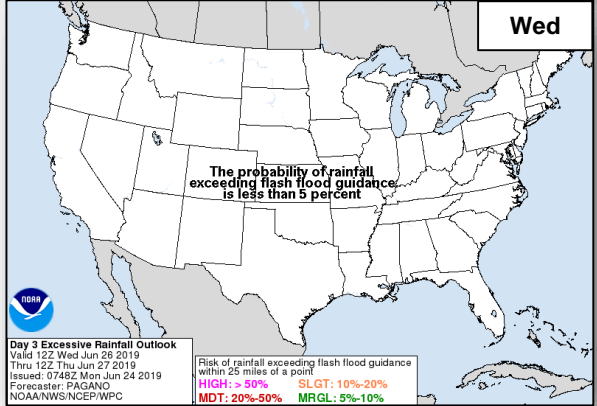 Wed
The probability of rainfall
exceeding flash flood guidance
is less than 5 percent
NOAA
Day 3 Excessive Rainfall Outlook
Valid 12Z Wed Jun 26 2019
Thru 12Z Thu Jun 27 2019
Issued: 0748Z Mon Jun 24 2019
Forecaster: PAGANO
NOAA/NWS/NCEP/WPC
Risk of rainfall exceeding flash flood guidance
within 25 miles of a point
HIGH: > 50% SLGT: 10%-20%
MDT: 20%-50% MRGL: 5%-10%